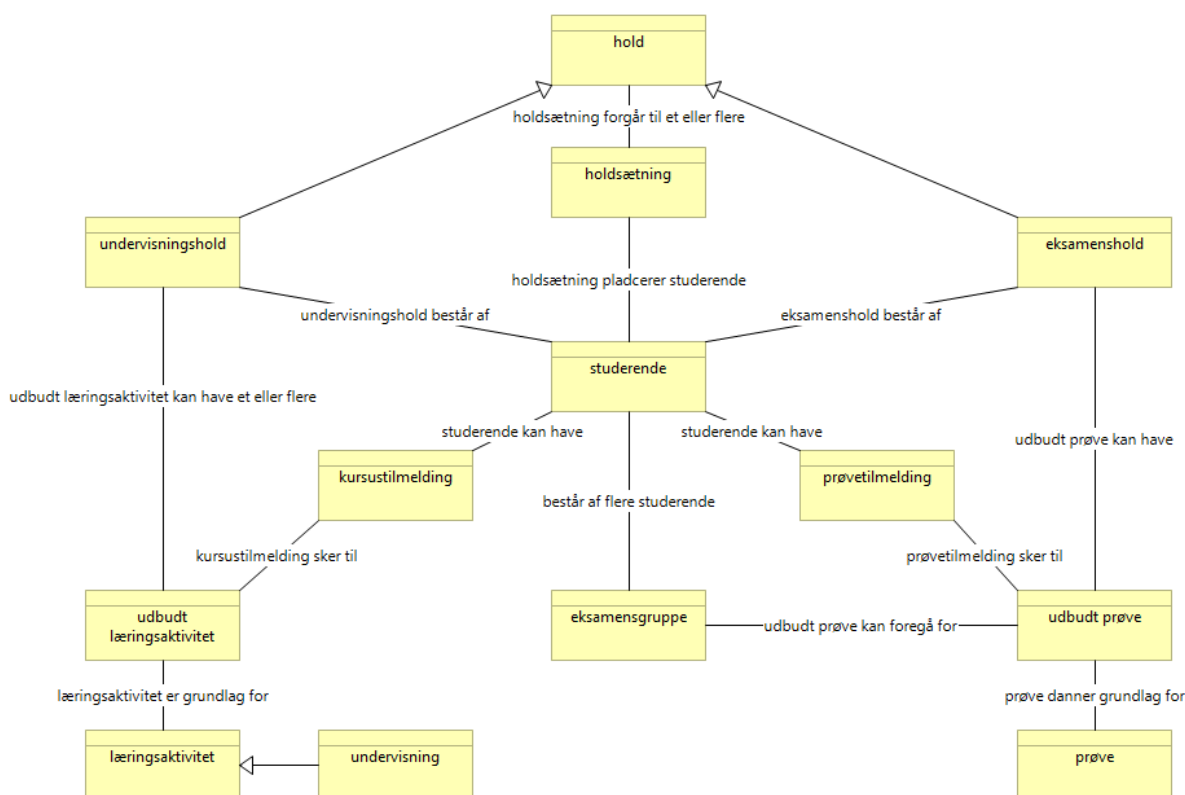 hold
holdsætning forgår til et eller flere
holdsætning
undervisningshold
eksamenshold
holdsætning pladcerer studerende
undervisningshold består af
eksamenshold består af
studerende
udbudt læringsaktivitet kan have et eller flere
studerende kan have
studerende kan have
udbudt prøve kan have
kursustilmelding
prøvetilmelding
består af flere studerende
kursustilmelding sker til
prøvetilmelding sker til
udbudt
læringsaktivitet
eksamensgruppe
udbudt prøve kan foregå for
udbudt prøve
læringsaktivitet er grundlag for
prøve danner grundlag for
læringsaktivitet
undervisning
prøve